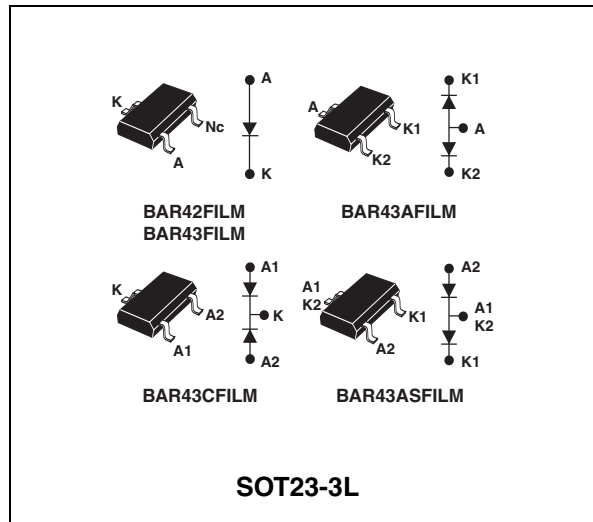 K
Nc
A
A
K
BAR42FILM
BAR43FILM
A
K1
K2
K1
A
K2
BAR43AFILM
K
A2
A1
A1
K
A2
BAR43CFILM
A1
K2
K1
A2
A2
A1
K2
K1
BAR43ASFILM
SOT23-3L